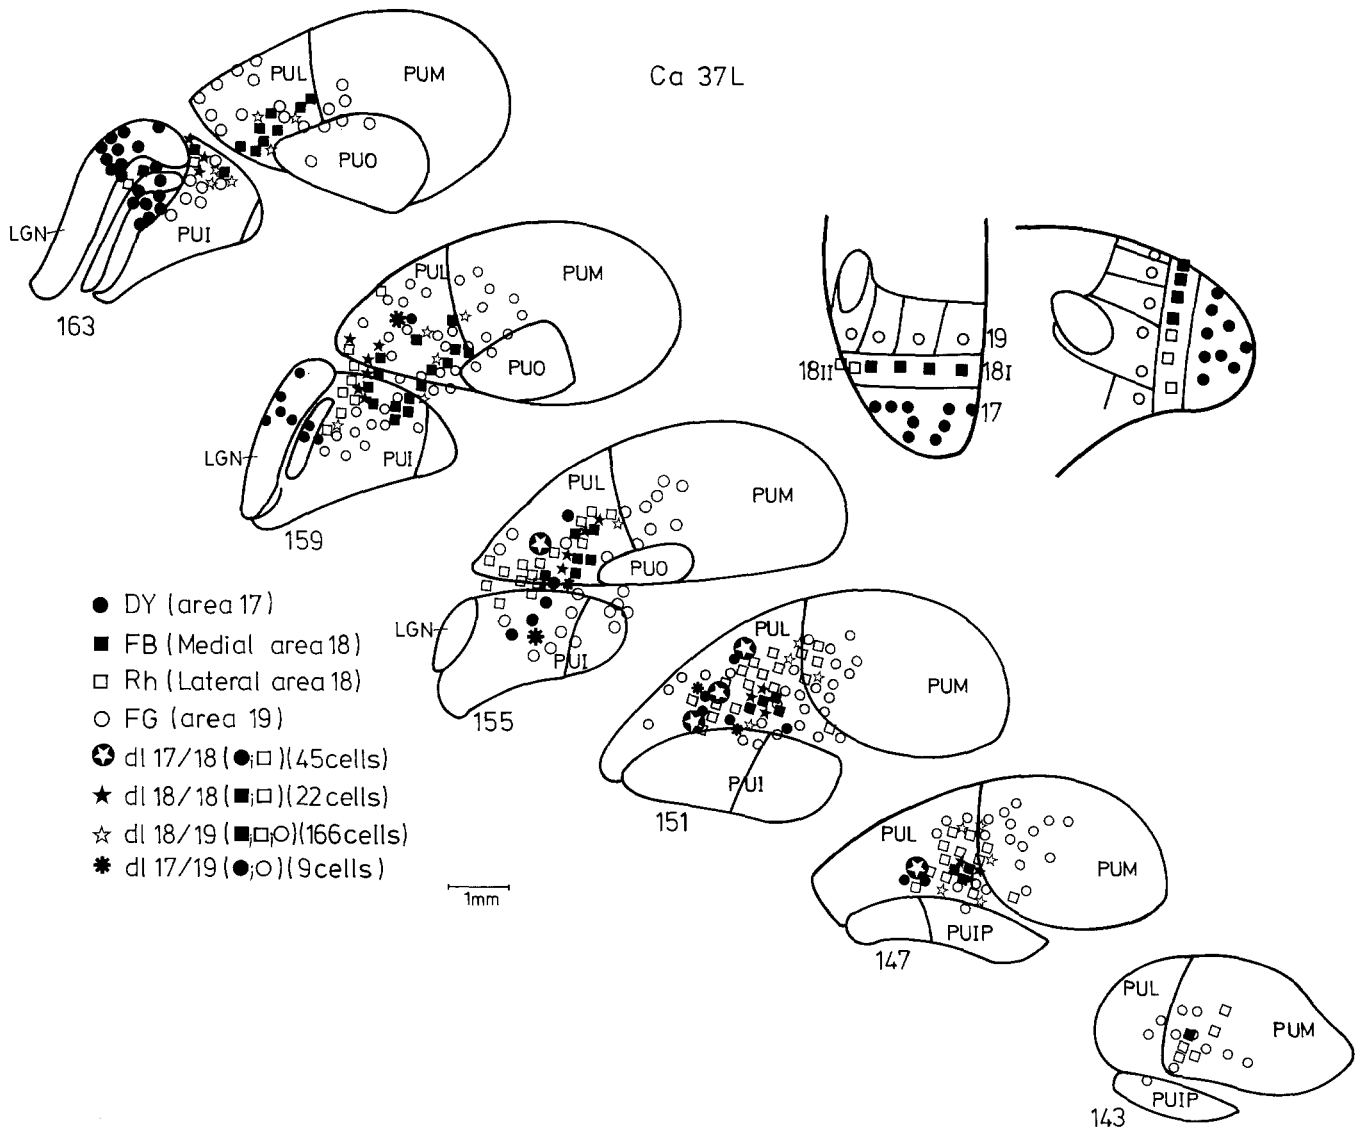 Ca 37L
PUL
PUM
PUO
LGN
PUI
163
PUL
PUM
PUO
LGN
PUI
159
19
18II
18I
17
PUL
PUM
PUO
LGN
PUI
155
DY (area 17)
FB (Medial area 18)
Rh (Lateral area 18)
FG (area 19)
dl 17/18 (●;□)(45cells)
dl 18/18 (■;□)(22 cells)
dl 18/19 (■;□;○)(166cells)
dl 17/19 (●;○)(9cells)
1mm
PUL
PUM
PUI
151
PUL
PUM
PUIP
147
PUL
PUM
PUIP
143